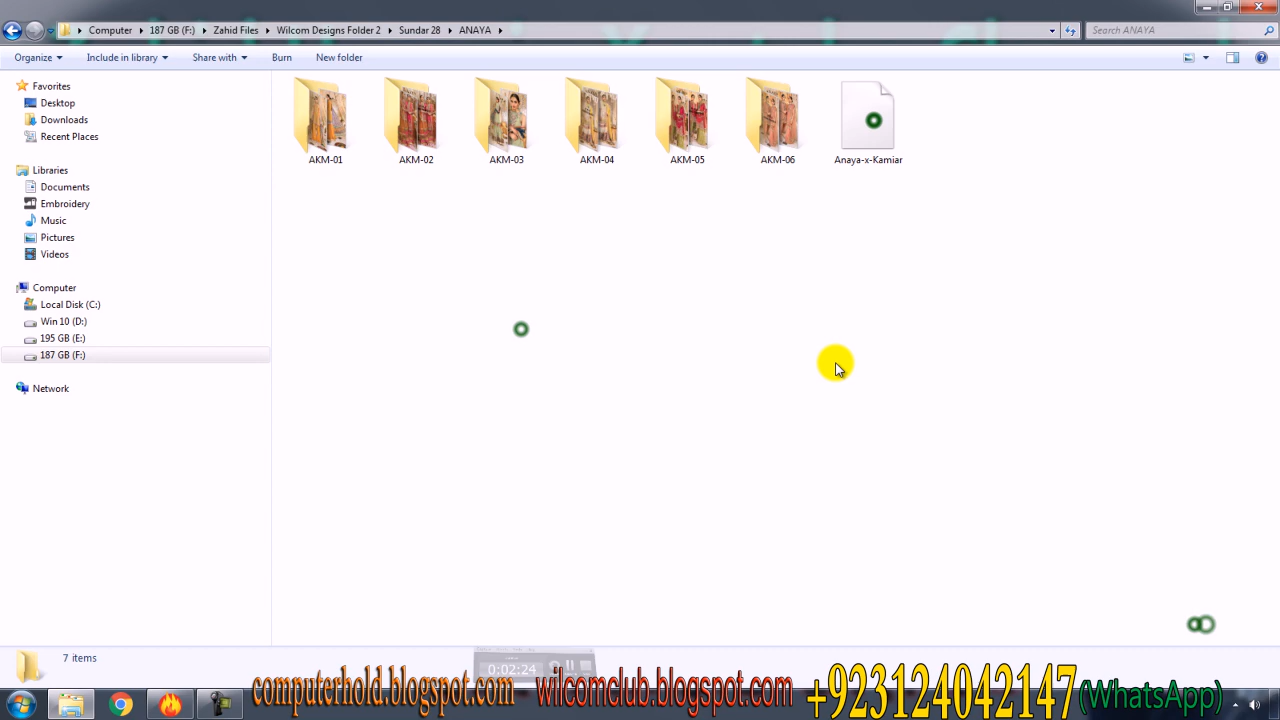 Computer ▸ 187 GB (F:) ▸ Zahid Files ▸ Wilcom Designs Folder 2 ▸ Sundar 28 ▸ ANAYA ▸
Search ANAYA
Organize Include in library Share with Burn New folder
Favorites
Desktop
Downloads
Recent Places
Libraries
Documents
Embroidery
Music
Pictures
Videos
Computer
Local Disk (C:)
Win 10 (D:)
195 GB (E:)
187 GB (F:)
Network
AKM-01 AKM-02 AKM-03 AKM-04 AKM-05 AKM-06 Anaya-x-Kamiar
7 items
0:02:24
computerhold.blogspot.com wilcomclub.blogspot.com +923124042147(WhatsApp)